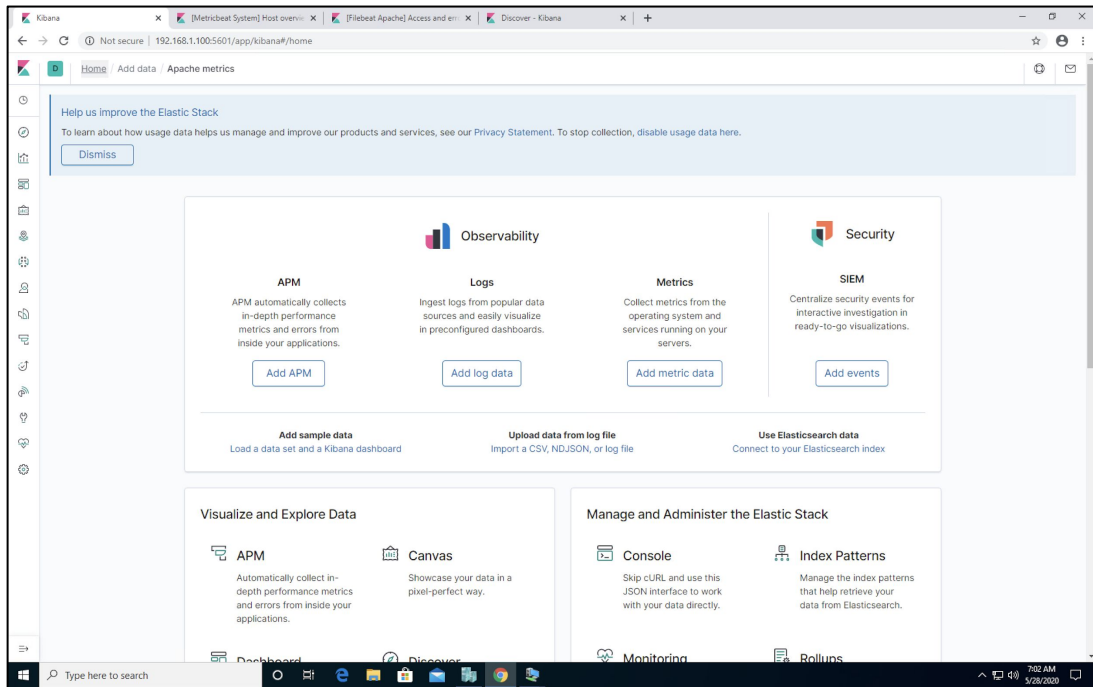 Kibana
[Metricbeat System] Host overvie
[Filebeat Apache] Access and err
Discover - Kibana
Not secure | 192.168.1.100:5601/app/kibana#/home
D
Home / Add data / Apache metrics
Help us improve the Elastic Stack
To learn about how usage data helps us manage and improve our products and services, see our Privacy Statement. To stop collection, disable usage data here.
Dismiss
Observability
Security
APM
APM automatically collects
in-depth performance
metrics and errors from
inside your applications.
Add APM
Logs
Ingest logs from popular data
sources and easily visualize
in preconfigured dashboards.
Add log data
Metrics
Collect metrics from the
operating system and
services running on your
servers.
Add metric data
SIEM
Centralize security events for
interactive investigation in
ready-to-go visualizations.
Add events
Add sample data
Load a data set and a Kibana dashboard
Upload data from log file
Import a CSV, NDJSON, or log file
Use Elasticsearch data
Connect to your Elasticsearch index
Visualize and Explore Data
APM
Automatically collect in-
depth performance metrics
and errors from inside your
applications.
Canvas
Showcase your data in a
pixel-perfect way.
Dashboard
Discover
Manage and Administer the Elastic Stack
Console
Skip cURL and use this
JSON interface to work
with your data directly.
Index Patterns
Manage the index patterns
that help retrieve your
data from Elasticsearch.
Monitoring
Rollups
Type here to search
7:02 AM
5/28/2020